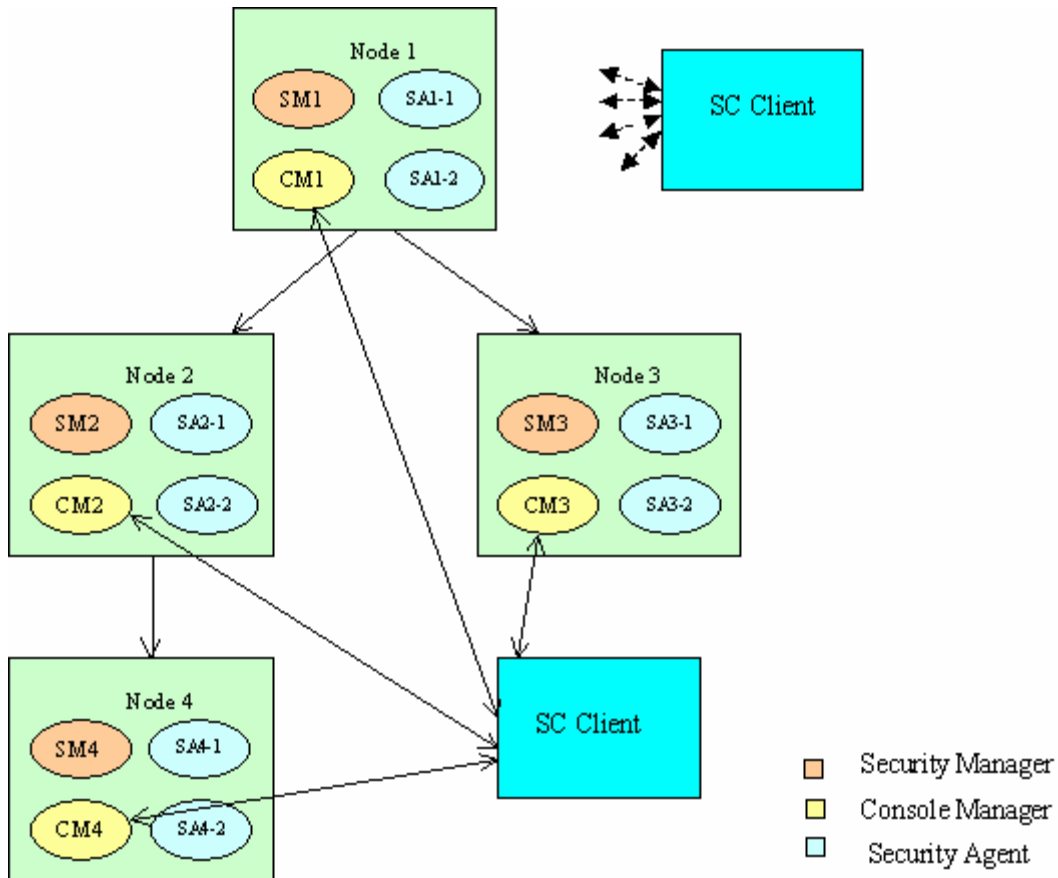 Node 1
SM1
SA1-1
CM1
SA1-2
SC Client
Node 2
SM2
SA2-1
CM2
SA2-2
Node 3
SM3
SA3-1
CM3
SA3-2
Node 4
SM4
SA4-1
CM4
SA4-2
SC Client
Security Manager
Console Manager
Security Agent